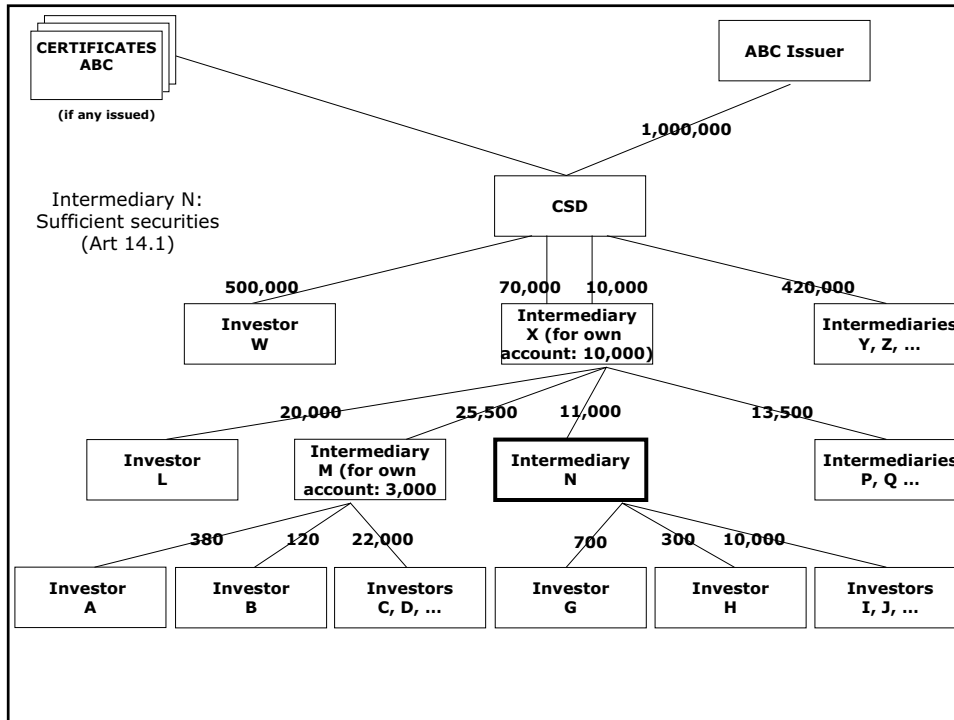 CERTIFICATES
ABC
(if any issued)
ABC Issuer
1,000,000
Intermediary N:
Sufficient securities
(Art 14.1)
CSD
500,000
70,000
10,000
420,000
Investor
W
Intermediary
X (for own
account: 10,000)
Intermediaries
Y, Z, ...
20,000
25,500
11,000
13,500
Investor
L
Intermediary
M (for own
account: 3,000
Intermediary
N
Intermediaries
P, Q ...
380
120
22,000
700
300
10,000
Investor
A
Investor
B
Investors
C, D, ...
Investor
G
Investor
H
Investors
I, J, ...